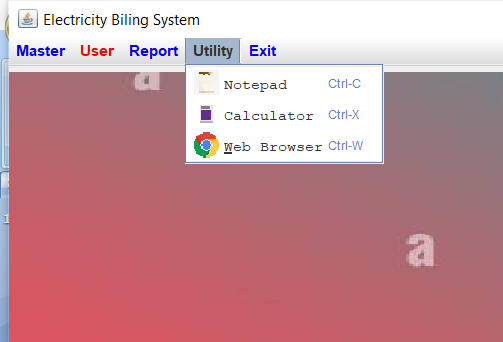 Electricity Biling System
Master User Report Utility Exit
a
Notepad Ctrl-C
Calculator Ctrl-X
Web Browser Ctrl-W
a